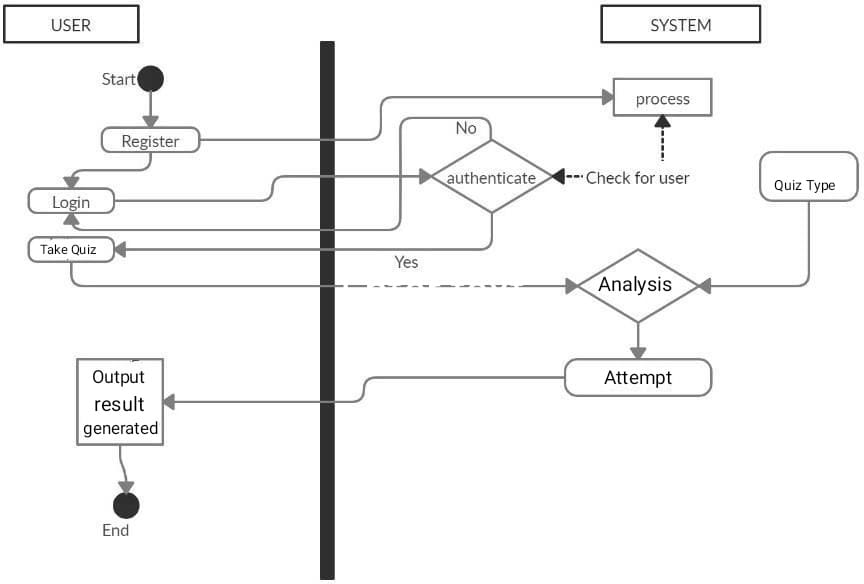 USER
SYSTEM
Start
process
No
Register
authenticate
Check for user
Quiz Type
Login
Take Quiz
Yes
Analysis
Attempt
Output
result
generated
End